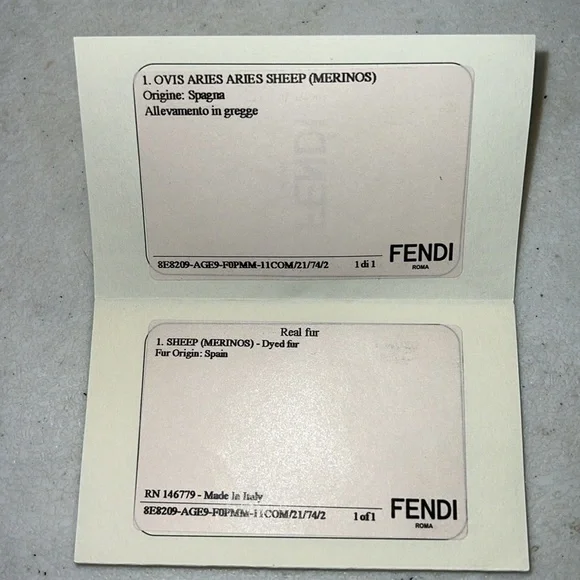 1. OVIS ARIES ARIES SHEEP (MERINOS)
Origine: Spagna
Allevamento in gregge
8E8209-AGE9-F0PMM-11COM/21/74/2 1 di 1
FENDI
ROMA
Real fur
1. SHEEP (MERINOS) - Dyed fur
Fur Origin: Spain
RN 146779 - Made In Italy
8E8209-AGE9-F0PMM-11COM/21/74/2 1 of 1
FENDI
ROMA